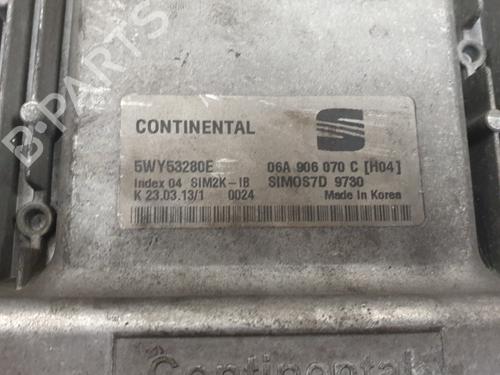 B-PARTS
CONTINENTAL
5WY53280E 06A 906 070 C [H04]
Index 04 SIM2K-IB SIMOS7D 9730
K 23.03.13/1 0024 Made in Korea
Continental